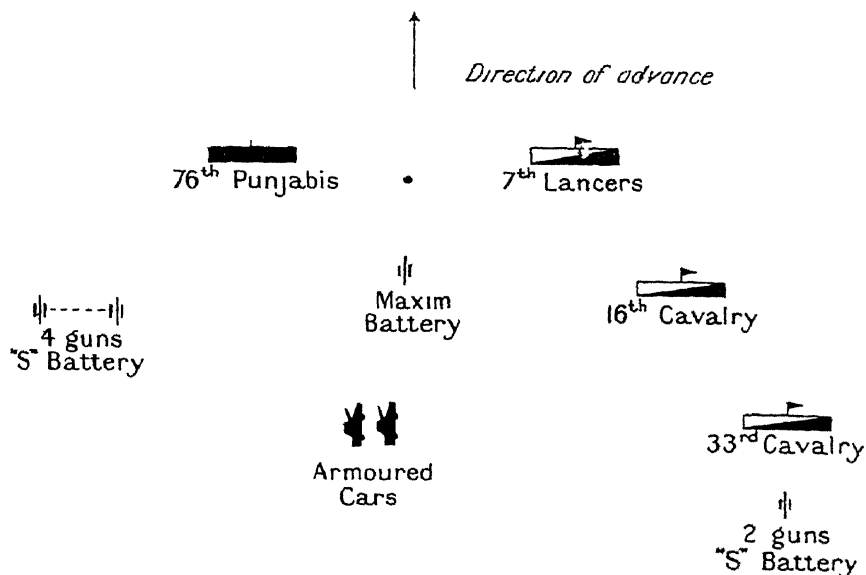 Direction of advance
76th Punjabis
7th Lancers
Maxim
Battery
16th Cavalry
4 guns
"S" Battery
33rd Cavalry
Armoured
Cars
2 guns
"S" Battery